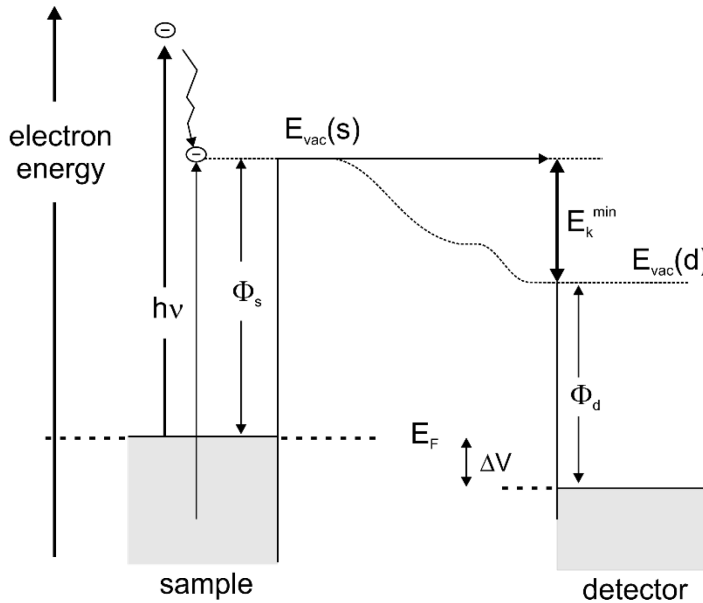 ⊖
electron
energy
⊖
E_vac(s)
E_k^min
E_vac(d)
hν
Φ_s
Φ_d
E_F
ΔV
sample
detector